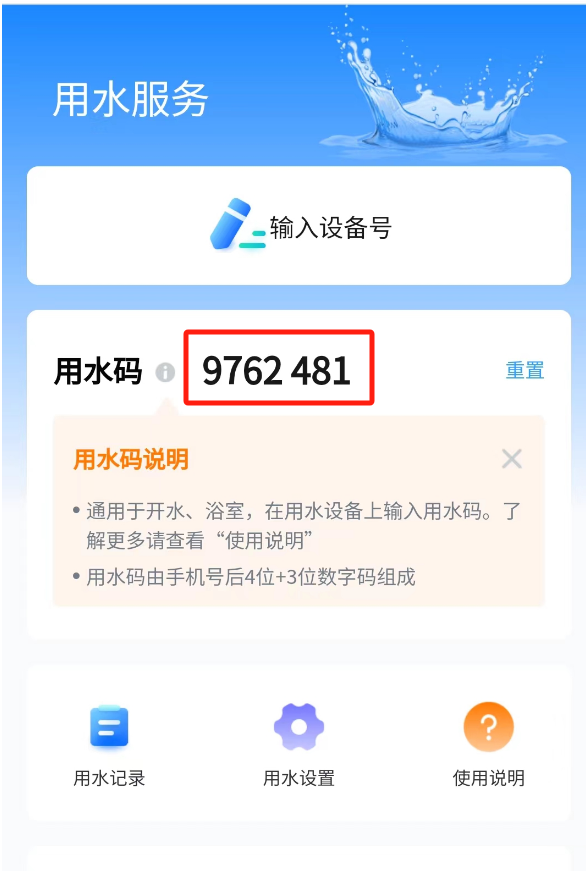 用水服务
输入设备号
用水码 9762 481 重置
用水码说明
•通用于开水、浴室，在用水设备上输入用水码。了
解更多请查看“使用说明”
•用水码由手机号后4位+3位数字码组成
用水记录 用水设置 使用说明